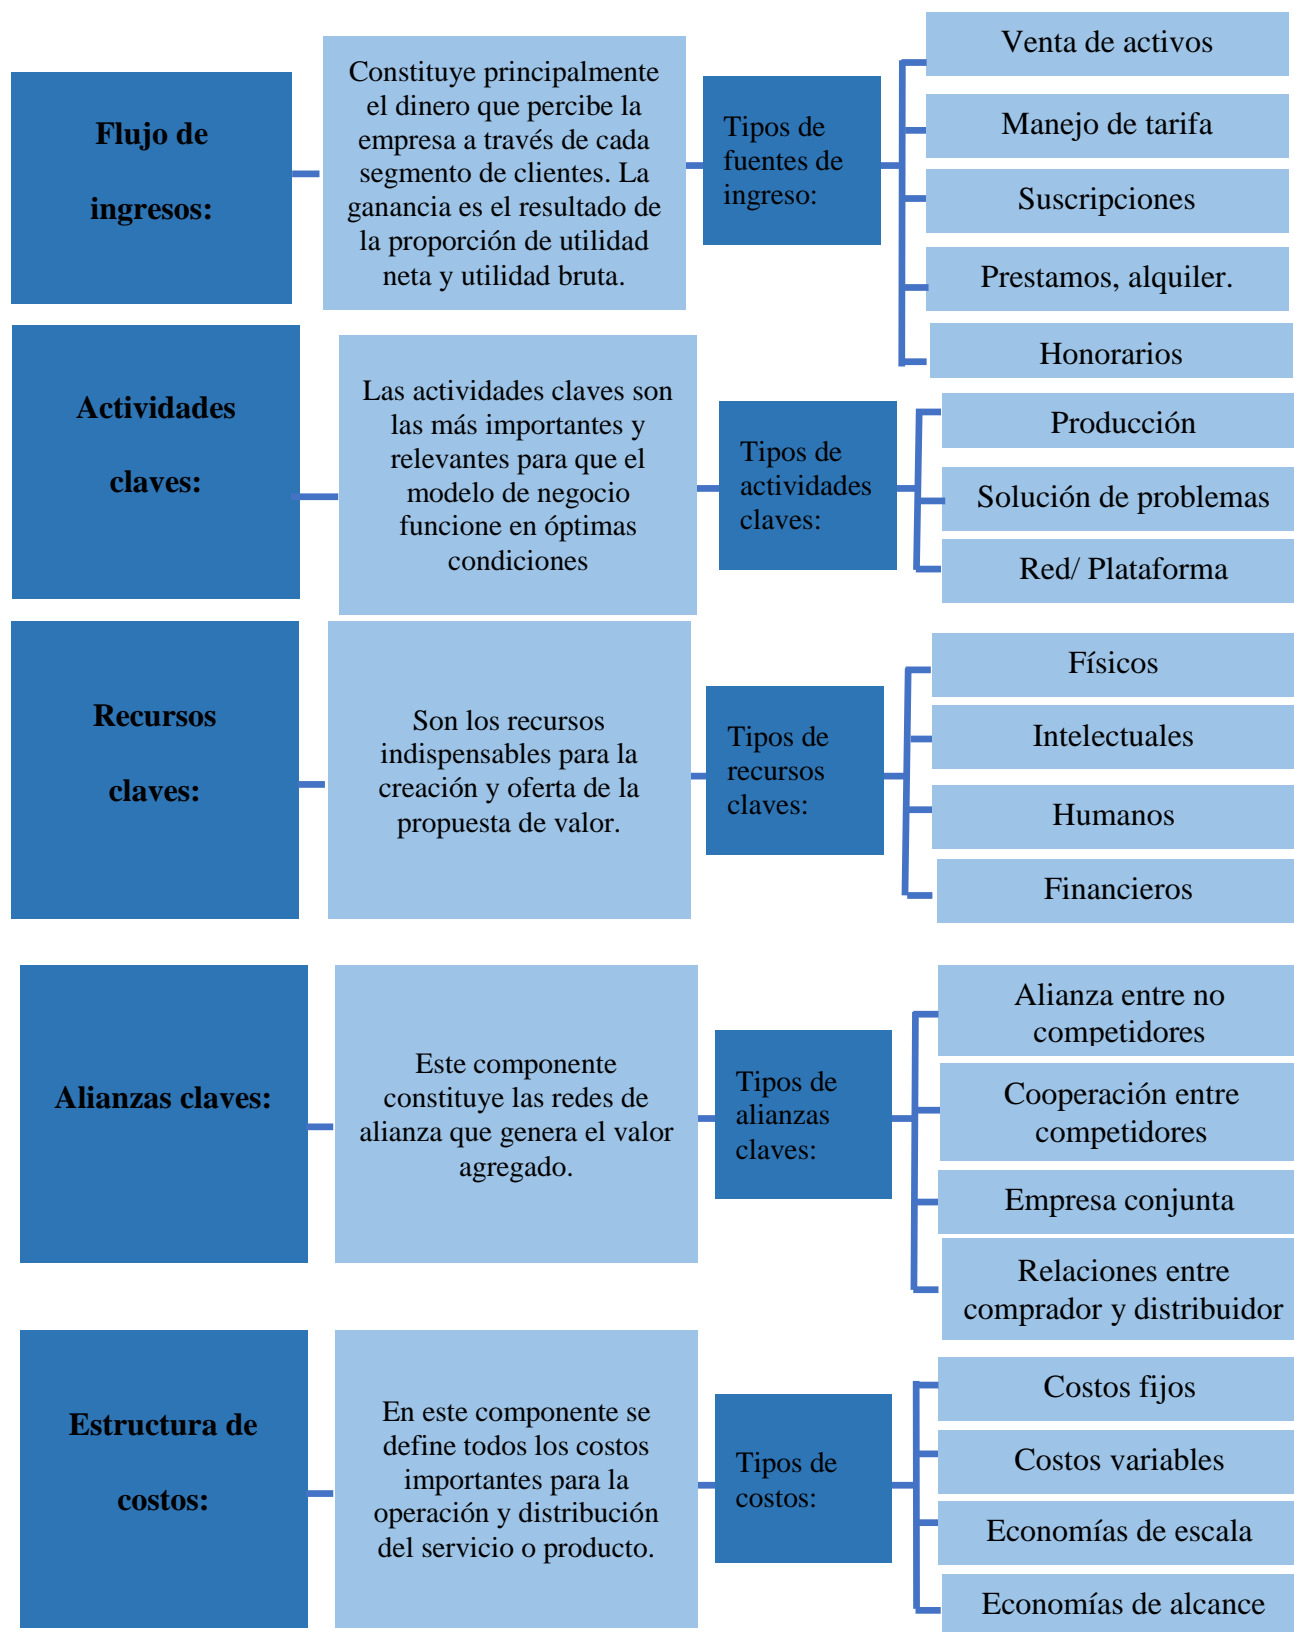 Flujo de
ingresos:
Constituye principalmente
el dinero que percibe la
empresa a través de cada
segmento de clientes. La
ganancia es el resultado de
la proporción de utilidad
neta y utilidad bruta.
Tipos de
fuentes de
ingreso:
Venta de activos
Manejo de tarifa
Suscripciones
Prestamos, alquiler.
Honorarios
Actividades
claves:
Las actividades claves son
las más importantes y
relevantes para que el
modelo de negocio
funcione en óptimas
condiciones
Tipos de
actividades
claves:
Producción
Solución de problemas
Red/ Plataforma
Recursos
claves:
Son los recursos
indispensables para la
creación y oferta de la
propuesta de valor.
Tipos de
recursos
claves:
Físicos
Intelectuales
Humanos
Financieros
Alianzas claves:
Este componente
constituye las redes de
alianza que genera el valor
agregado.
Tipos de
alianzas
claves:
Alianza entre no
competidores
Cooperación entre
competidores
Empresa conjunta
Relaciones entre
comprador y distribuidor
Estructura de
costos:
En este componente se
define todos los costos
importantes para la
operación y distribución
del servicio o producto.
Tipos de
costos:
Costos fijos
Costos variables
Economías de escala
Economías de alcance